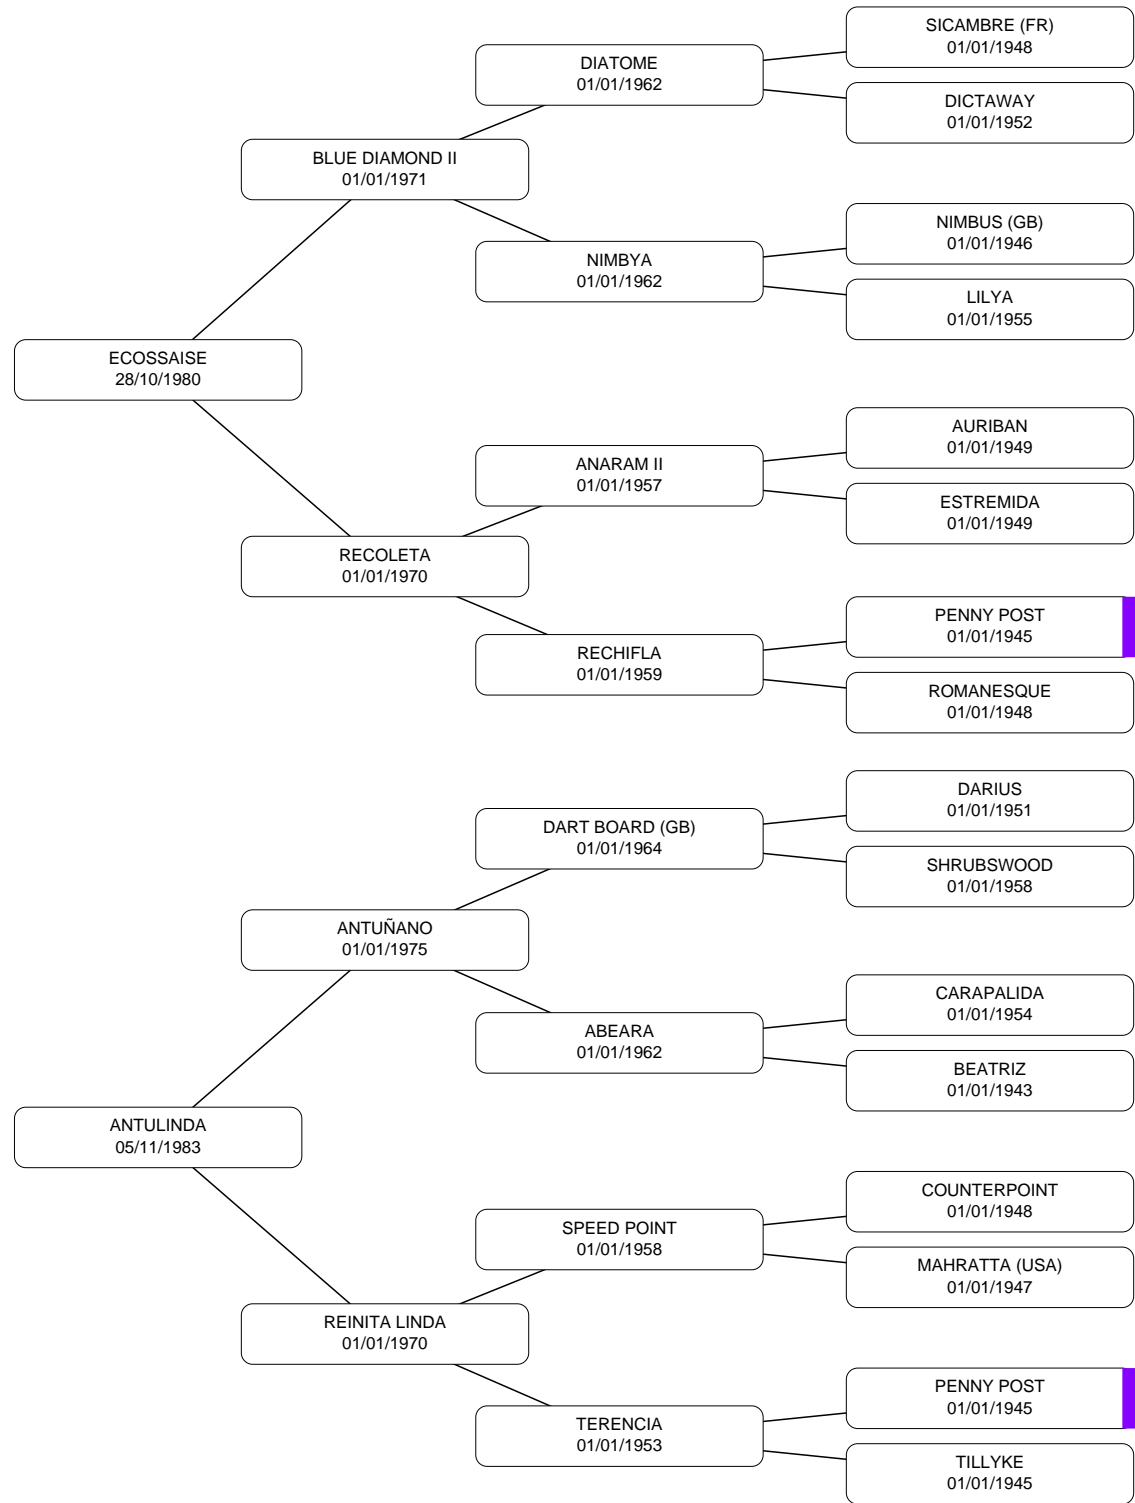 SICAMBRE (FR)
01/01/1948
DIATOME
01/01/1962
DICTAWAY
01/01/1952
BLUE DIAMOND II
01/01/1971
NIMBUS (GB)
01/01/1946
NIMBYA
01/01/1962
LILYA
01/01/1955
ECOSSAISE
28/10/1980
AURIBAN
01/01/1949
ANARAM II
01/01/1957
ESTREMIDA
01/01/1949
RECOLETA
01/01/1970
PENNY POST
01/01/1945
RECHIFLA
01/01/1959
ROMANESQUE
01/01/1948
DARIUS
01/01/1951
DART BOARD (GB)
01/01/1964
SHRUBSWOOD
01/01/1958
ANTUÑANO
01/01/1975
CARAPALIDA
01/01/1954
ABEARA
01/01/1962
BEATRIZ
01/01/1943
ANTULINDA
05/11/1983
COUNTERPOINT
01/01/1948
SPEED POINT
01/01/1958
MAHRATTA (USA)
01/01/1947
REINITA LINDA
01/01/1970
PENNY POST
01/01/1945
TERENCIA
01/01/1953
TILLYKE
01/01/1945